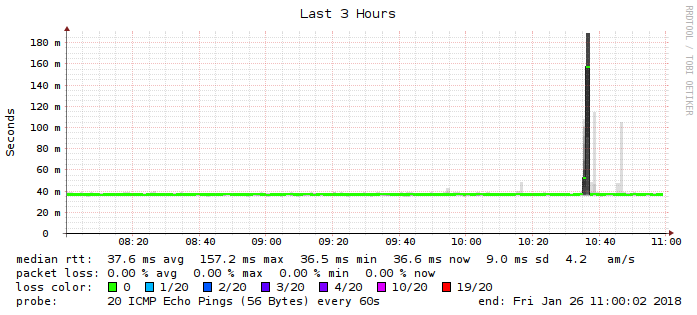 Last 3 Hours
RRDTOOL / TOBI OETIKER
Seconds
180 m
160 m
140 m
120 m
100 m
80 m
60 m
40 m
20 m
0
08:20 08:40 09:00 09:20 09:40 10:00 10:20 10:40 11:00
median rtt: 37.6 ms avg 157.2 ms max 36.5 ms min 36.6 ms now 9.0 ms sd 4.2 am/s
packet loss: 0.00 % avg 0.00 % max 0.00 % min 0.00 % now
loss color: 0 1/20 2/20 3/20 4/20 10/20 19/20
probe: 20 ICMP Echo Pings (56 Bytes) every 60s end: Fri Jan 26 11:00:02 2018